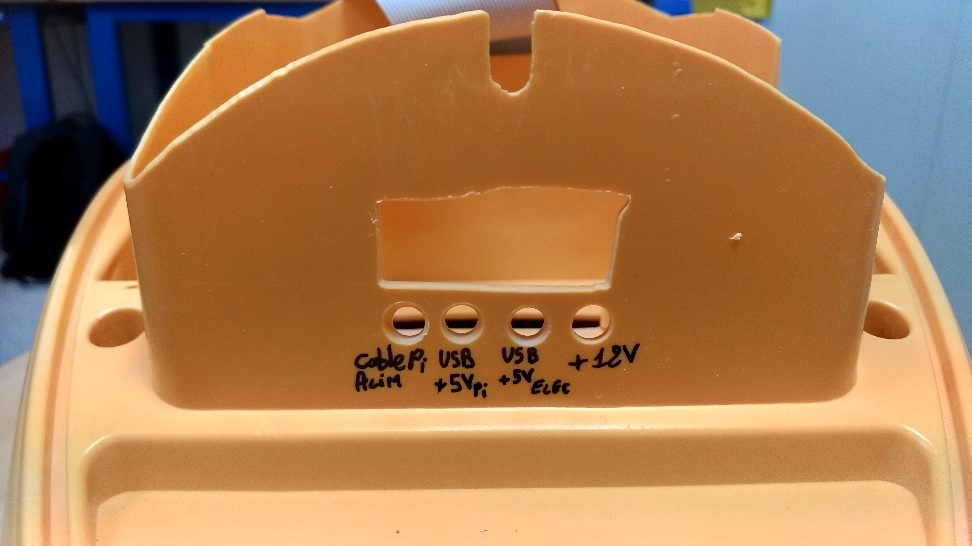 cable Pi
Alim
USB
+5V Pi
USB
+5V ELEC
+12V